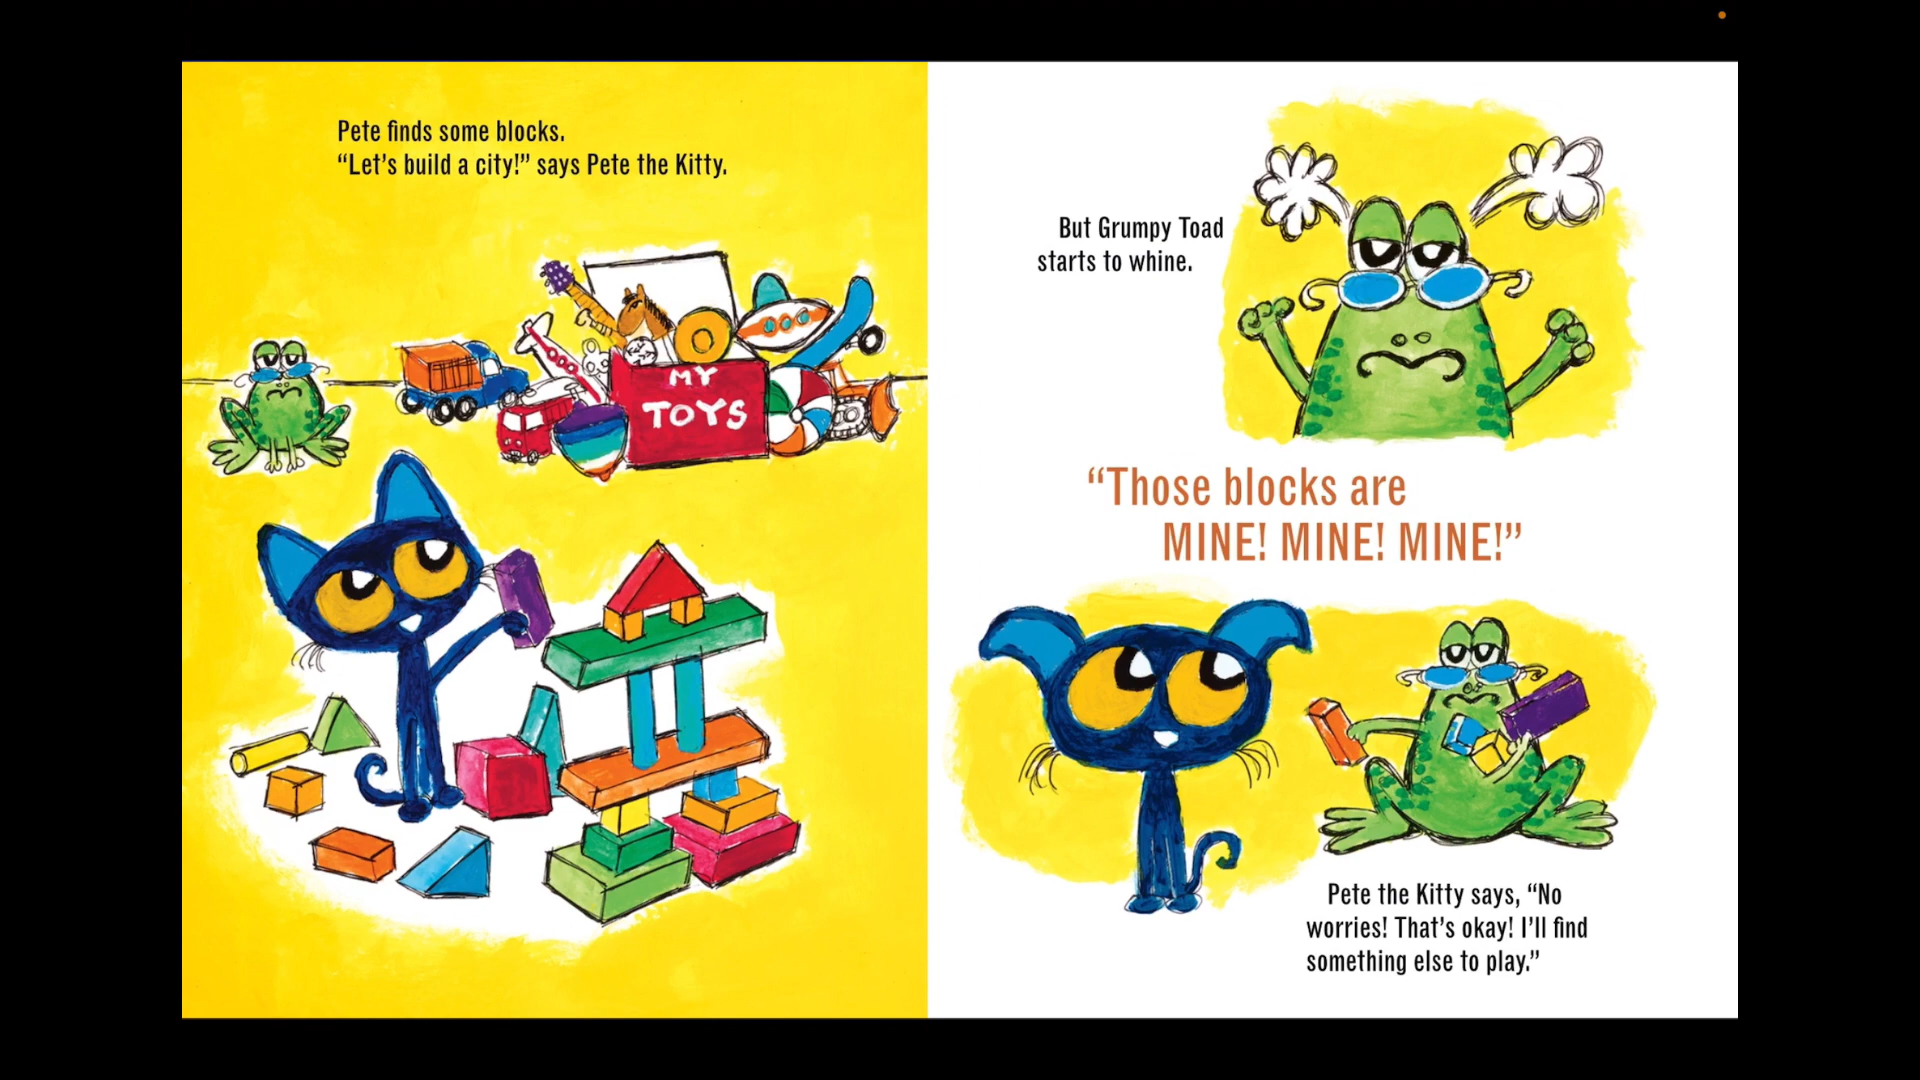 Pete finds some blocks.
“Let’s build a city!” says Pete the Kitty.
MY
TOYS
But Grumpy Toad
starts to whine.
“Those blocks are
MINE! MINE! MINE!”
Pete the Kitty says, “No
worries! That’s okay! I’ll find
something else to play.”